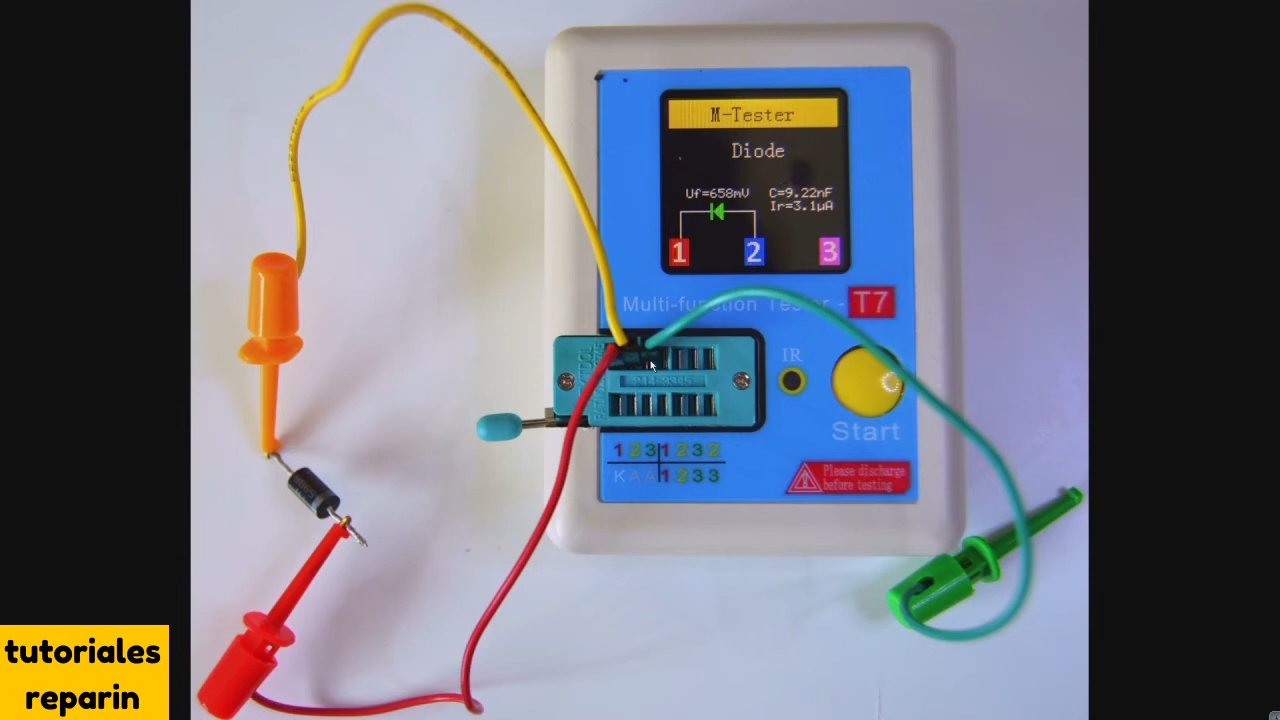 M-Tester
Diode
Uf=658mV C=9.22nF
Ir=3.1µA
1 2 3
Multi-function Tester - T7
IR
Start
1 2 3 1 2 3 2
K A A 1 2 3 3
Please discharge
before testing
tutoriales
reparin